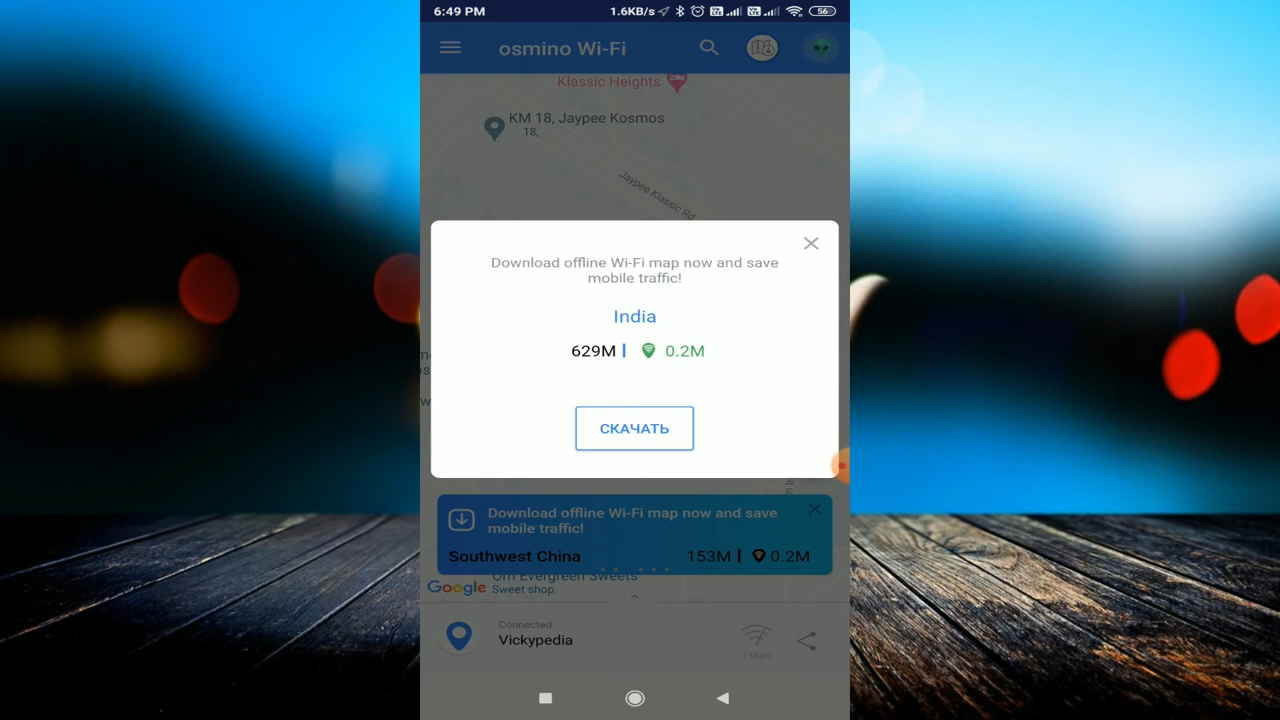 6:49 PM
1.6KB/s
56
osmino Wi-Fi
Klassic Heights
KM 18, Jaypee Kosmos
18,
Jaypee Klassic Rd
Download offline Wi-Fi map now and save
mobile traffic!
India
629M | 0.2M
СКАЧАТЬ
Download offline Wi-Fi map now and save
mobile traffic!
Southwest China 153M | 0.2M
Om Evergreen Sweets
Google Sweet shop
Connected
Vickypedia
1 Mbps